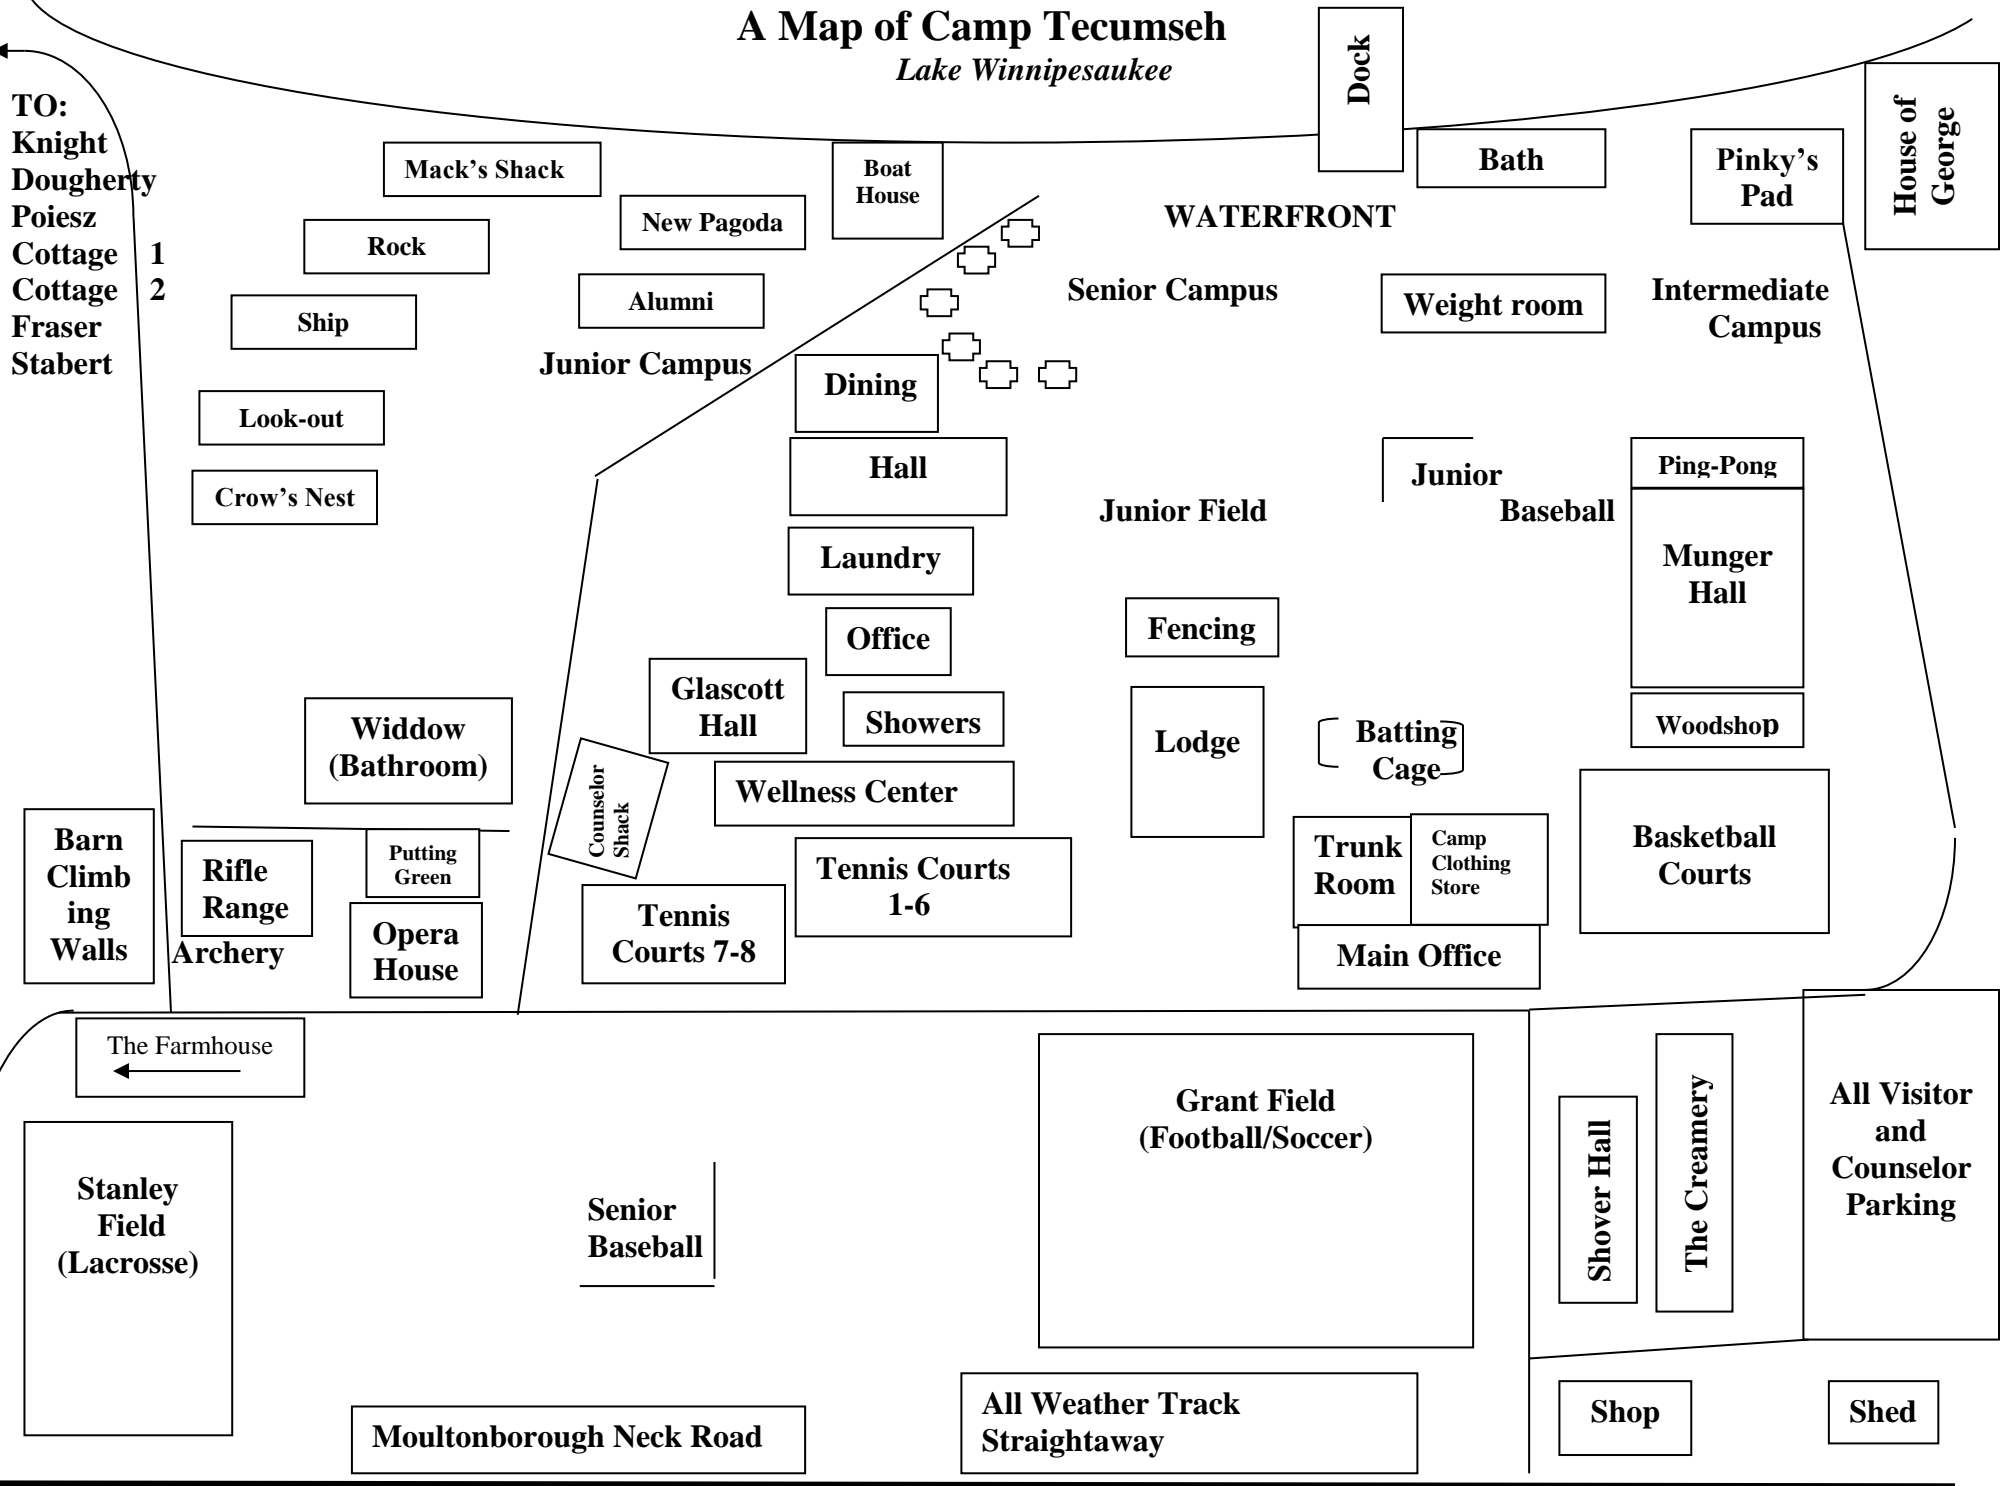 A Map of Camp Tecumseh
Lake Winnipesaukee
Dock
House of
George
TO:
Knight
Dougherty
Poiesz
Cottage 1
Cottage 2
Fraser
Stabert
Mack's Shack
Boat
House
Bath
Pinky's
Pad
New Pagoda
WATERFRONT
Rock
Alumni
Senior Campus
Weight room
Intermediate
Campus
Ship
Junior Campus
Dining
Look-out
Hall
Junior
Baseball
Ping-Pong
Crow's Nest
Junior Field
Laundry
Munger
Hall
Office
Fencing
Glascott
Hall
Showers
Widdow
(Bathroom)
Lodge
Batting
Cage
Woodshop
Counselor
Shack
Wellness Center
Barn
Climb
ing
Walls
Rifle
Range
Archery
Putting
Green
Opera
House
Tennis Courts
1-6
Tennis
Courts 7-8
Trunk
Room
Camp
Clothing
Store
Basketball
Courts
Main Office
The Farmhouse
Grant Field
(Football/Soccer)
Shover Hall
The Creamery
All Visitor
and
Counselor
Parking
Stanley
Field
(Lacrosse)
Senior
Baseball
Moultonborough Neck Road
All Weather Track
Straightaway
Shop
Shed